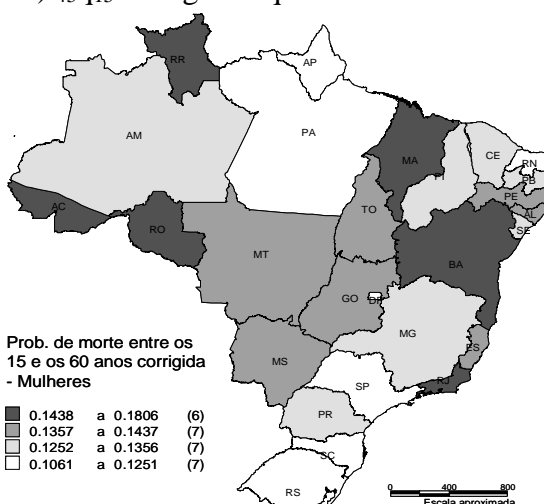 RR
AP
AM
PA
MA
CE
RN
PI
PB
PE
AL
SE
AC
RO
TO
MT
BA
GO
DF
MG
MS
ES
SP
RJ
PR
SC
RS
Prob. de morte entre os
15 e os 60 anos corrigida
- Mulheres
0.1438 a 0.1806 (6)
0.1357 a 0.1437 (7)
0.1252 a 0.1356 (7)
0.1061 a 0.1251 (7)
0 400 800
Escala aproximada